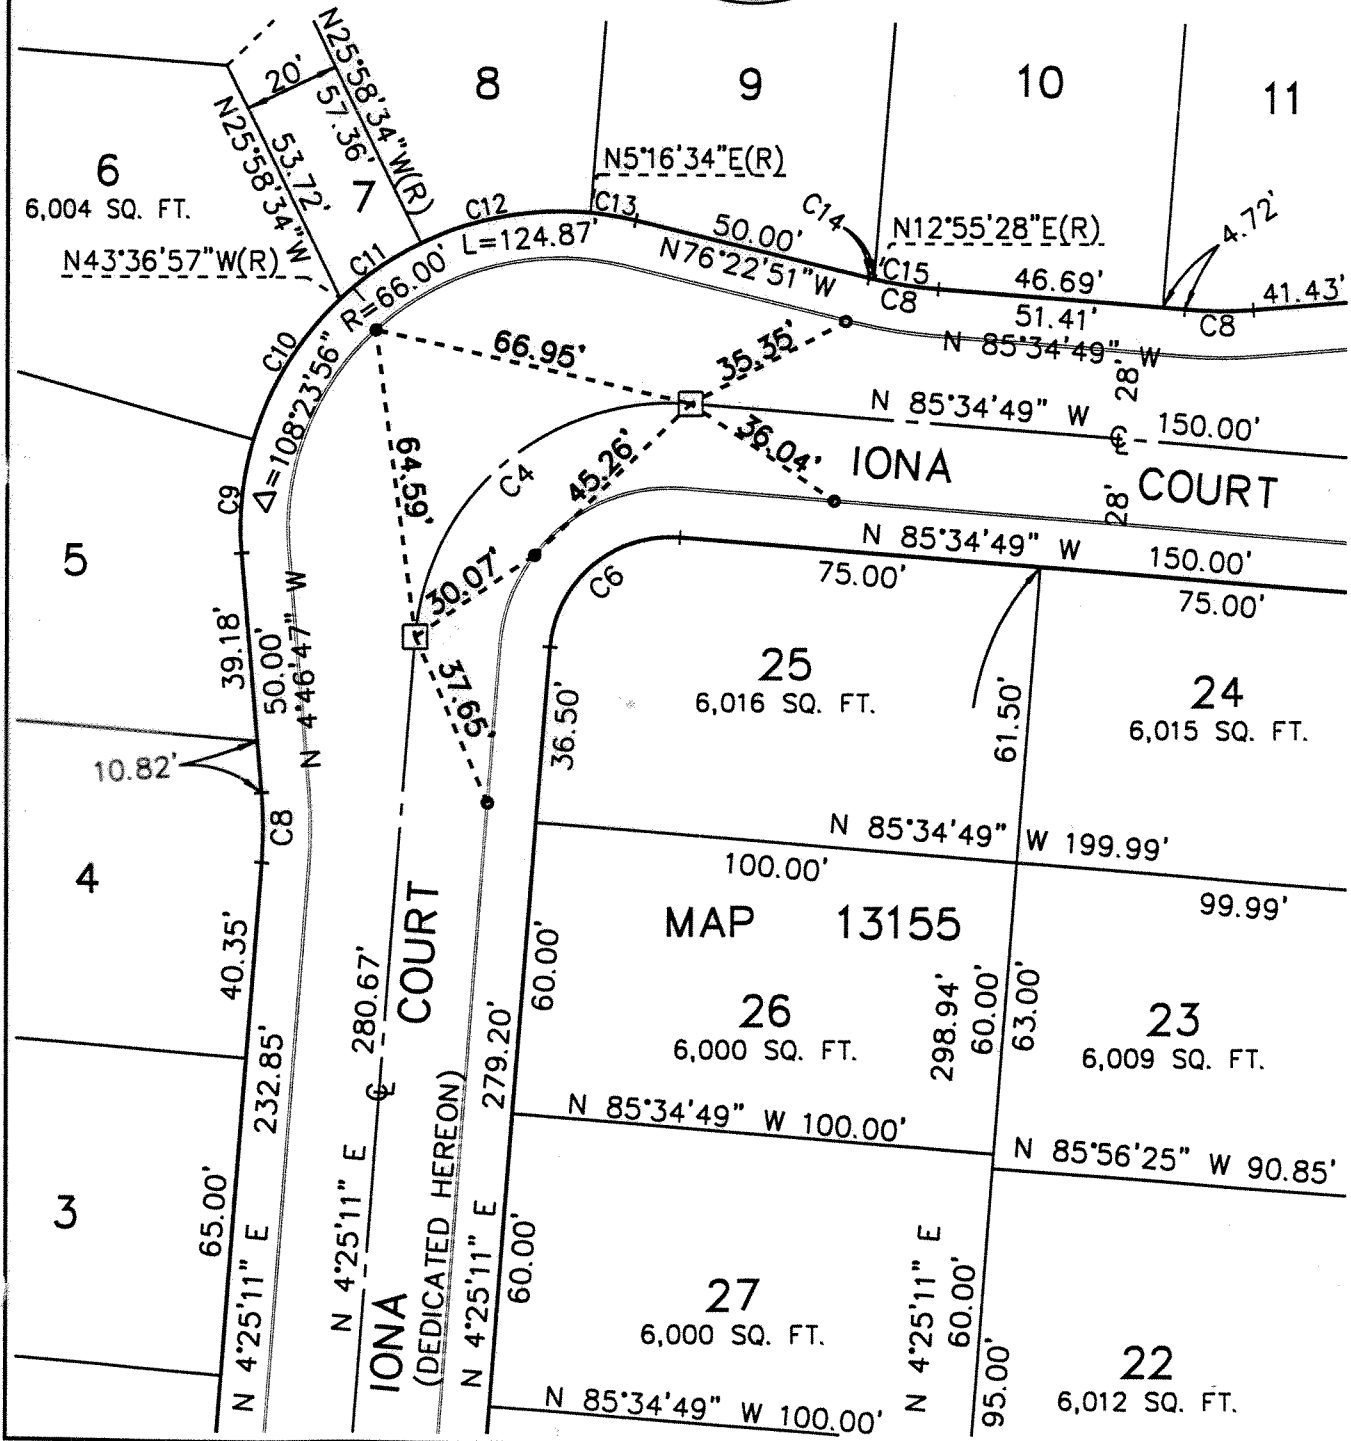 N25°58'34"W(R)
57.36'
20'
N25°58'34"W
53.72'
8
9
10
11
6
6,004 SQ. FT.
7
N5°16'34"E(R)
N43°36'57"W(R)
C11
C12
L=124.87'
C13
50.00'
N76°22'51"W
C14
N12°55'28"E(R)
C15
C8
46.69'
51.41'
4.72'
C8
41.43'
R=66.00'
Δ=108°23'56"
C10
C9
66.95'
35.35'
N 85°34'49" W
28'
N 85°34'49" W
℄
150.00'
IONA
COURT
28'
64.59'
C4
45.26'
36.04'
30.07'
37.65'
N 85°34'49" W
150.00'
75.00'
75.00'
C6
5
39.18'
50.00'
N 4°46'47" W
10.82'
C8
36.50'
25
6,016 SQ. FT.
61.50'
24
6,015 SQ. FT.
N 85°34'49" W 199.99'
100.00'
99.99'
4
40.35'
MAP 13155
COURT
280.67'
℄
60.00'
279.20'
26
6,000 SQ. FT.
298.94'
60.00'
63.00'
23
6,009 SQ. FT.
232.85'
N 85°34'49" W 100.00'
N 85°56'25" W 90.85'
3
65.00'
N 4°25'11" E
N 4°25'11" E
IONA
(DEDICATED HEREON)
N 4°25'11" E
60.00'
27
6,000 SQ. FT.
N 4°25'11" E
60.00'
95.00'
22
6,012 SQ. FT.
N 85°34'49" W 100.00'